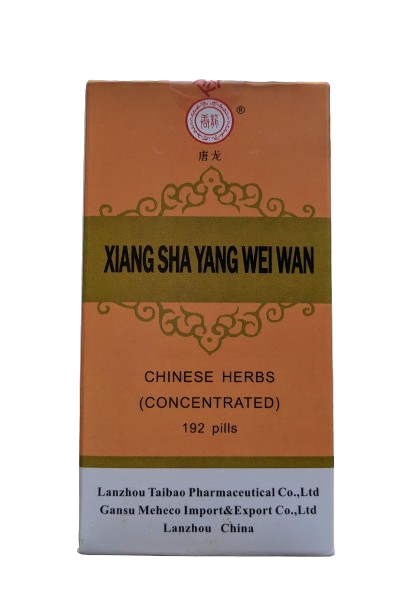 ®
唐龙
XIANG SHA YANG WEI WAN
CHINESE HERBS
(CONCENTRATED)
192 pills
Lanzhou Taibao Pharmaceutical Co.,Ltd
Gansu Meheco Import&Export Co.,Ltd
Lanzhou China